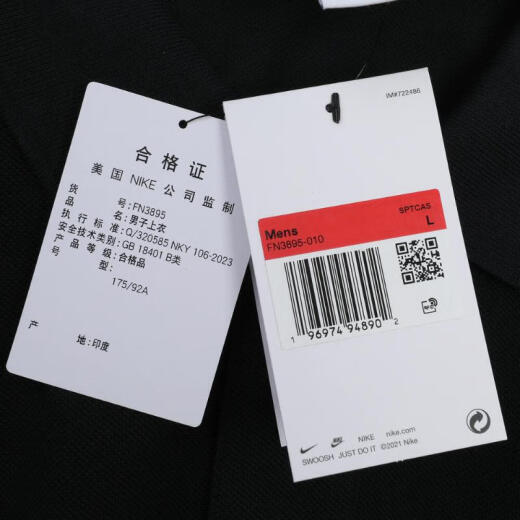 合格证
美国 NIKE 公司监制
货 号: FN3895
品 名: 男子上衣
执行标准: Q/320585 NKY 106-2023
安全技术类别: GB 18401 B类
产品等级: 合格品
号 型:
175/92A
产 地: 印度
IM#722486
SPTCAS
Mens L
FN3895-010
1 96974 94890 2
RFID
NIKE nike.com
SWOOSH JUST DO IT ©2021 Nike